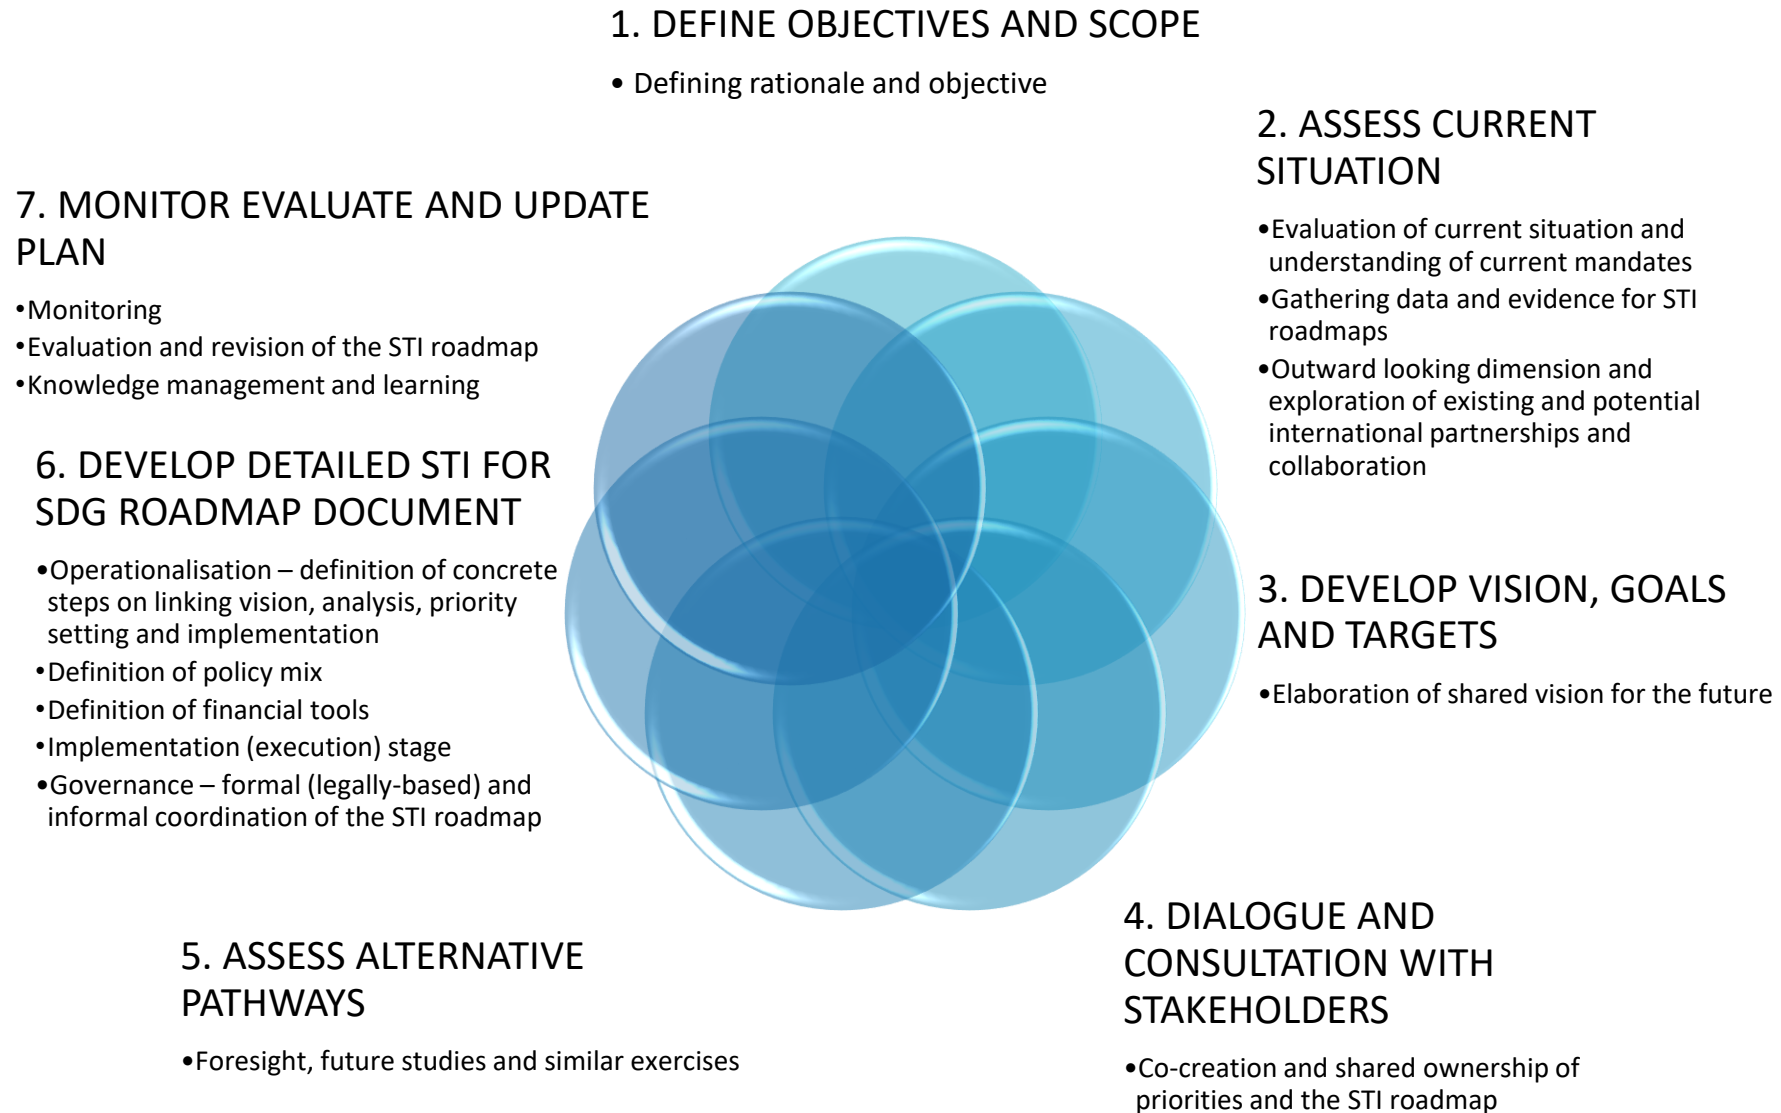 1. DEFINE OBJECTIVES AND SCOPE
• Defining rationale and objective
2. ASSESS CURRENT
SITUATION
•Evaluation of current situation and
understanding of current mandates
•Gathering data and evidence for STI
roadmaps
•Outward looking dimension and
exploration of existing and potential
international partnerships and
collaboration
3. DEVELOP VISION, GOALS
AND TARGETS
•Elaboration of shared vision for the future
4. DIALOGUE AND
CONSULTATION WITH
STAKEHOLDERS
•Co-creation and shared ownership of
priorities and the STI roadmap
5. ASSESS ALTERNATIVE
PATHWAYS
•Foresight, future studies and similar exercises
6. DEVELOP DETAILED STI FOR
SDG ROADMAP DOCUMENT
•Operationalisation – definition of concrete
steps on linking vision, analysis, priority
setting and implementation
•Definition of policy mix
•Definition of financial tools
•Implementation (execution) stage
•Governance – formal (legally-based) and
informal coordination of the STI roadmap
7. MONITOR EVALUATE AND UPDATE
PLAN
•Monitoring
•Evaluation and revision of the STI roadmap
•Knowledge management and learning